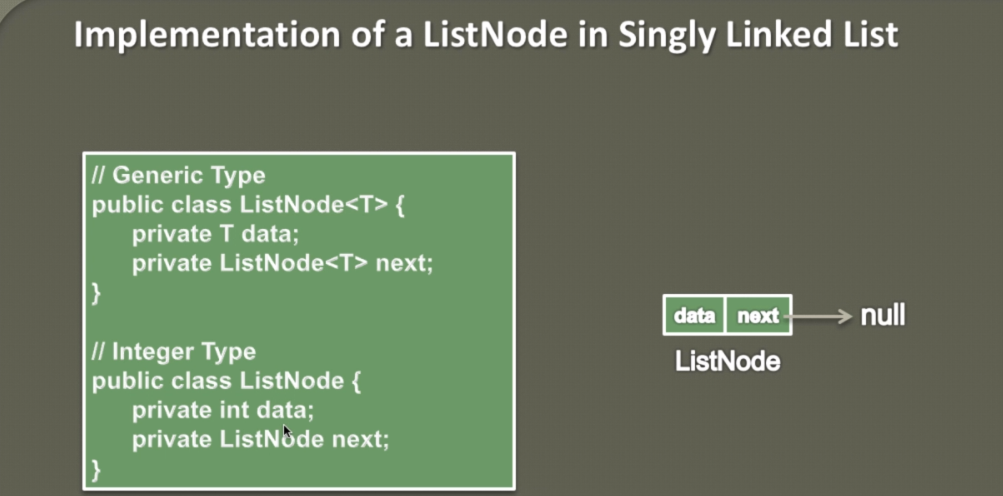 Implementation of a ListNode in Singly Linked List
// Generic Type
public class ListNode<T> {
private T data;
private ListNode<T> next;
}
// Integer Type
public class ListNode {
private int data;
private ListNode next;
}
data next null
ListNode